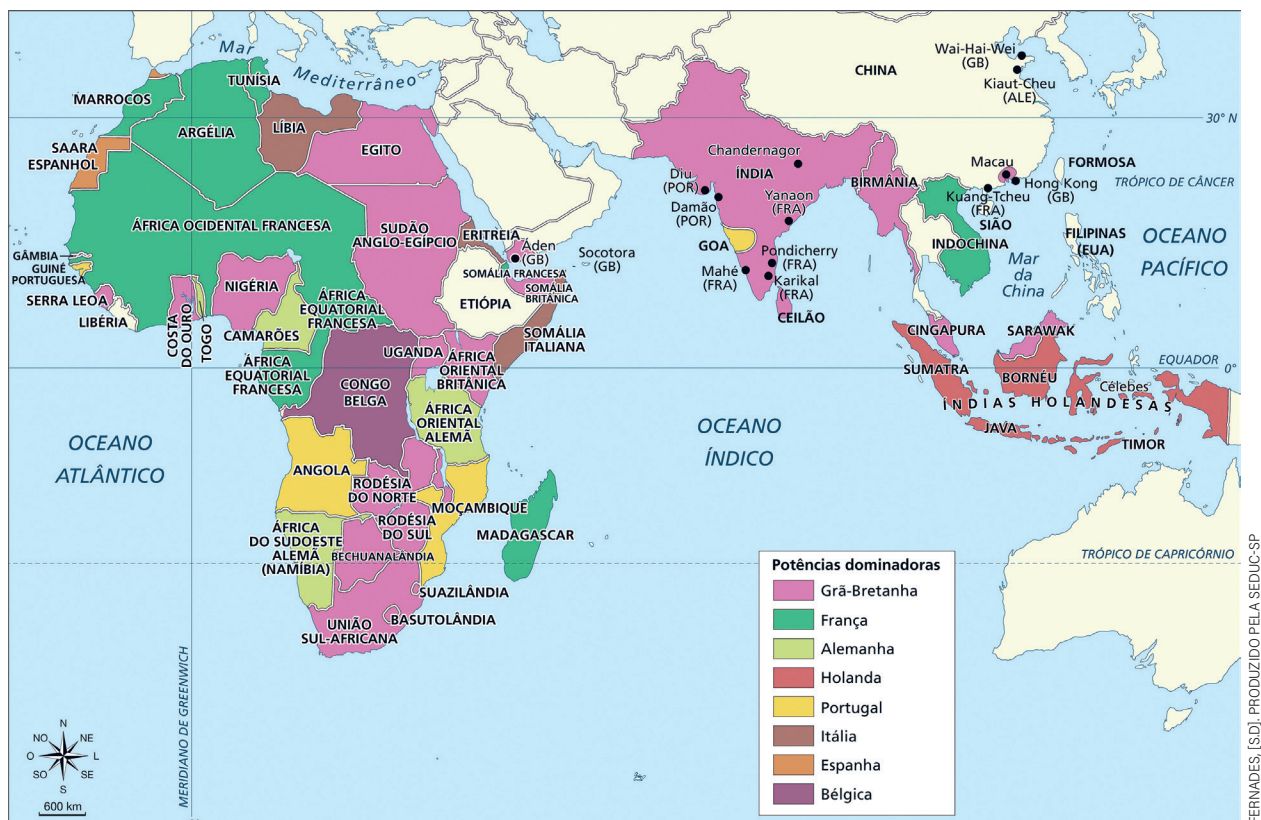 Mar
Mediterrâneo
MARROCOS
TUNÍSIA
ARGÉLIA
LÍBIA
EGITO
SAARA
ESPANHOL
ÁFRICA OCIDENTAL FRANCESA
SUDÃO
ANGLO-EGÍPCIO
ERITREIA
Áden
(GB)
Socotora
(GB)
SOMÁLIA FRANCESA
SOMÁLIA
BRITÂNICA
GÂMBIA
GUINÉ
PORTUGUESA
SERRA LEOA
LIBÉRIA
COSTA
DO OURO
TOGO
NIGÉRIA
CAMARÕES
ÁFRICA
EQUATORIAL
FRANCESA
ÁFRICA
EQUATORIAL
FRANCESA
ETIÓPIA
SOMÁLIA
ITALIANA
UGANDA
ÁFRICA
ORIENTAL
BRITÂNICA
CONGO
BELGA
ÁFRICA
ORIENTAL
ALEMÃ
ANGOLA
RODÉSIA
DO NORTE
MOÇAMBIQUE
RODÉSIA
DO SUL
MADAGASCAR
ÁFRICA
DO SUDOESTE
ALEMÃ
(NAMÍBIA)
BECHUANALÂNDIA
SUAZILÂNDIA
BASUTOLÂNDIA
UNIÃO
SUL-AFRICANA
OCEANO
ATLÂNTICO
OCEANO
ÍNDICO
CHINA
Wai-Hai-Wei
(GB)
Kiaut-Cheu
(ALE)
30° N
Chandernagor
ÍNDIA
Diu
(POR)
Damão
(POR)
Yanaon
(FRA)
GOA
Pondicherry
(FRA)
Mahé
(FRA)
Karikal
(FRA)
CEILÃO
BIRMÂNIA
Macau
FORMOSA
TRÓPICO DE CÂNCER
Hong Kong
(GB)
Kuang-Tcheu
(FRA)
SIÃO
INDOCHINA
FILIPINAS
(EUA)
OCEANO
PACÍFICO
Mar
da
China
CINGAPURA
SARAWAK
EQUADOR
0°
SUMATRA
BORNÉU
Célebes
ÍNDIAS HOLANDESAS
JAVA
TIMOR
TRÓPICO DE CAPRICÓRNIO
MERIDIANO DE GREENWICH
N
NO
NE
O
L
SO
SE
S
600 km
Potências dominadoras
Grã-Bretanha
França
Alemanha
Holanda
Portugal
Itália
Espanha
Bélgica
FERNADES, [S.D]. PRODUZIDO PELA SEDUC-SP